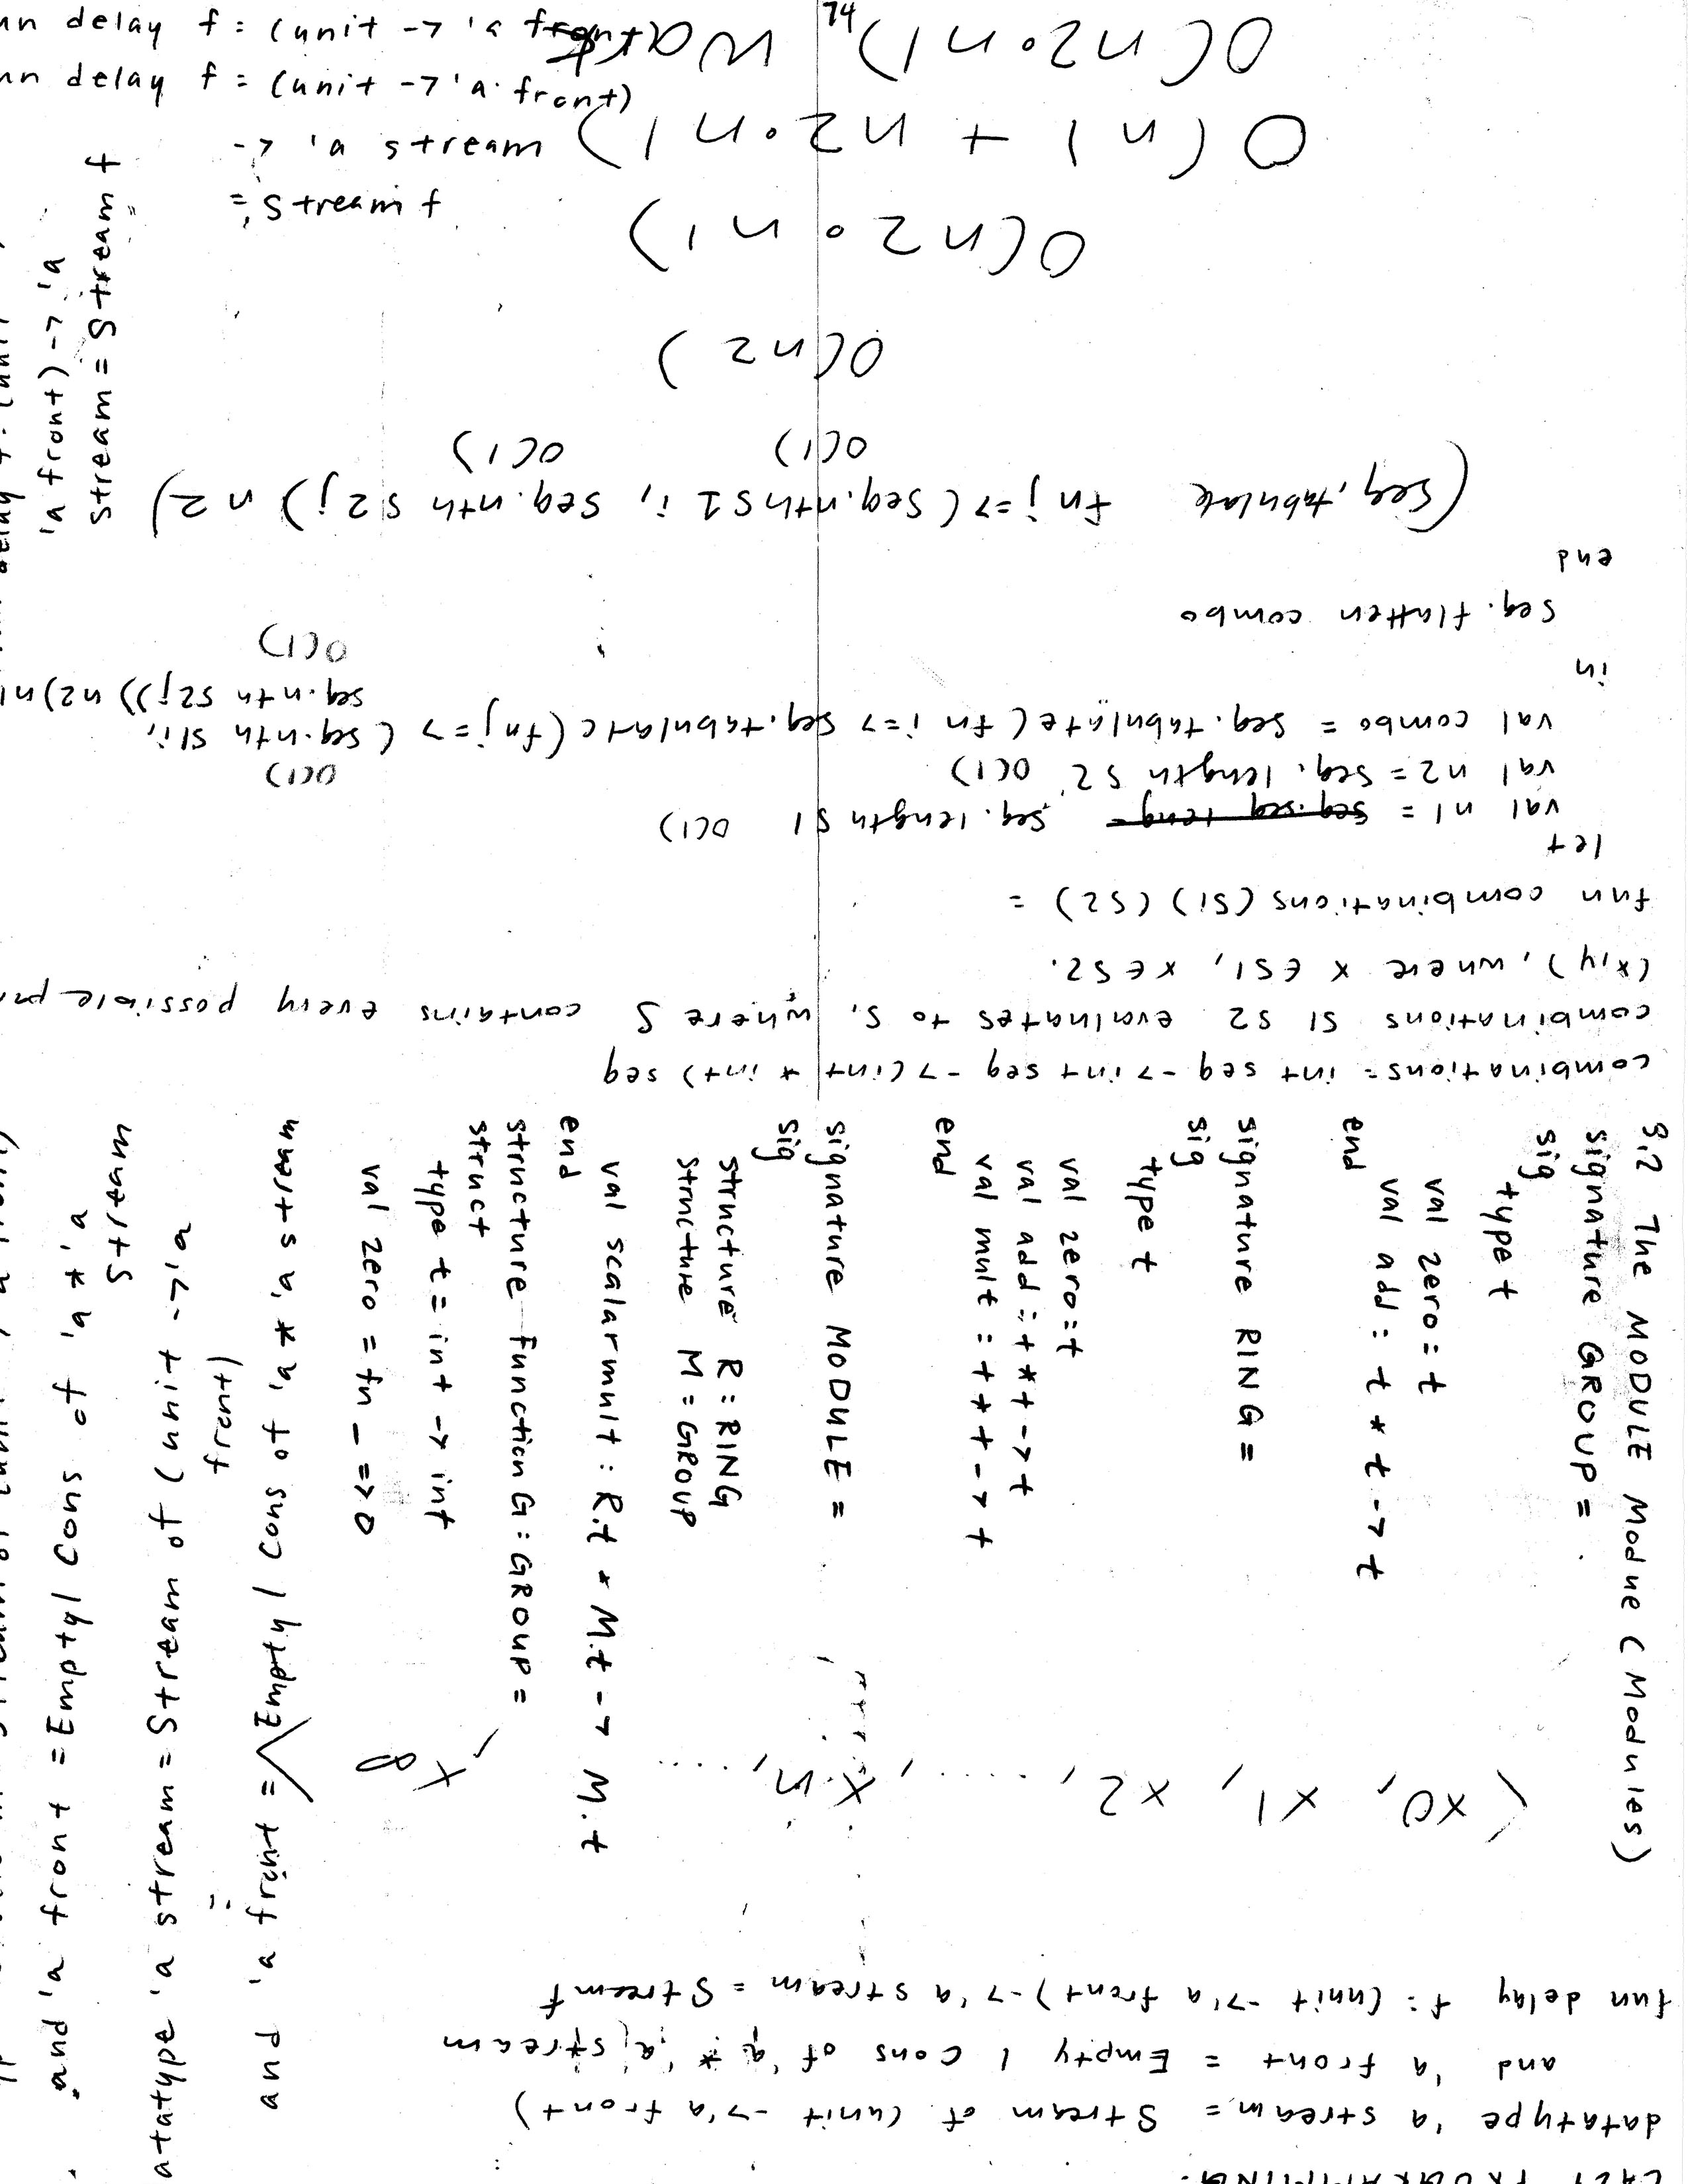 un delay f = (unit -> 'a front
un delay f = (unit -> 'a front)
-> 'a stream
= Stream f
74
'a front) -> 'a
stream = Stream f
LAZY PROGRAMMING:
datatype 'a stream = Stream of (unit -> 'a front)
and 'a front = Empty | Cons of 'a * 'a stream
fun delay f: (unit -> 'a front) -> 'a stream = Stream f
(x0, x1, x2, ....., xn, .....
x∞
combinations = int seq -> int seq -> (int * int) seq
combinations S1 S2 evaluates to S, where S contains every possible
(x,y), where x ∈ S1, x ∈ S2.
fun combinations (S1) (S2) =
let
val n1 = seq.seq leng seq. length S1 O(1)
val n2 = seq. length S2 O(1)
O(1)
val combo = seq. tabulate (fn i => seq. tabulate (fn j => (seq.nth S1 i,
seq.nth S2 j)) n2) n1
O(1)
in
seq. flatten combo
end
(seq. tabulate fn j => (seq.nth S1 i, seq.nth S2 j) n2)
O(1) O(1)
O(n2)
O(n2 ∘ n1)
O(n1 + n2 ∘ n1)
O(n2 ∘ n1) Work
8.2 The MODULE Modue (Modules)
signature GROUP =
sig
type t
val zero : t
val add : t * t -> t
end
signature RING =
sig
type t
val zero : t
val add : t * t -> t
val mult : t * t -> t
end
signature MODULE =
sig
structure R : RING
structure M : GROUP
val scalarmult : R.t * M.t -> M.t
end
structure Function G : GROUP =
struct
type t = int -> int
val zero = fn _ => 0
and 'a front = Empty | Cons of 'a * 'a stream
atatype 'a stream = Stream of (unit -> 'a
front)
and 'a front = Empty | Cons of 'a * 'a
stream